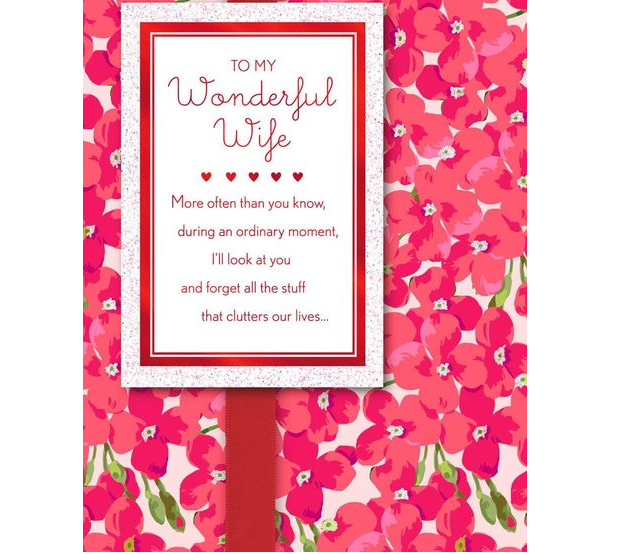 TO MY
Wonderful
Wife
More often than you know,
during an ordinary moment,
I'll look at you
and forget all the stuff
that clutters our lives...